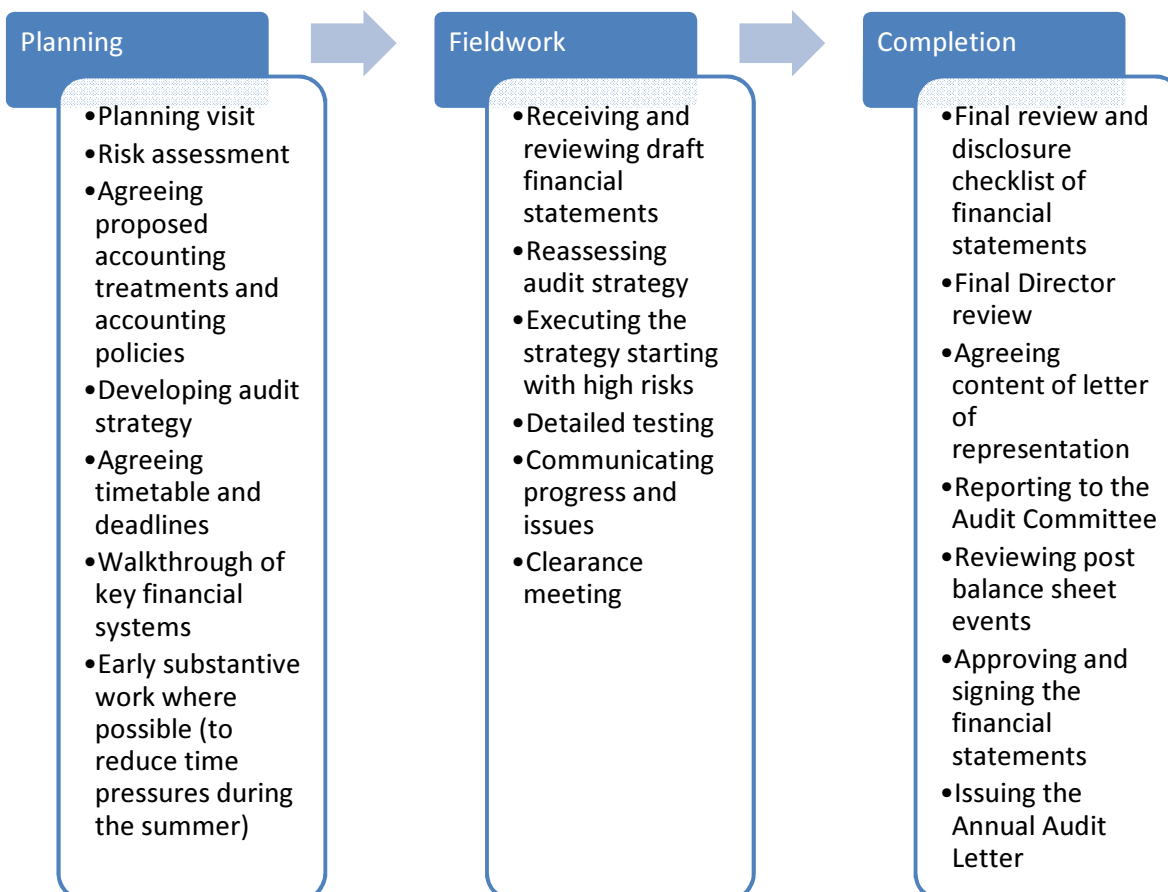 Planning
•Planning visit
•Risk assessment
•Agreeing
proposed
accounting
treatments and
accounting
policies
•Developing audit
strategy
•Agreeing
timetable and
deadlines
•Walkthrough of
key financial
systems
•Early substantive
work where
possible (to
reduce time
pressures during
the summer)
Fieldwork
•Receiving and
reviewing draft
financial
statements
•Reassessing
audit strategy
•Executing the
strategy starting
with high risks
•Detailed testing
•Communicating
progress and
issues
•Clearance
meeting
Completion
•Final review and
disclosure
checklist of
financial
statements
•Final Director
review
•Agreeing
content of letter
of
representation
•Reporting to the
Audit Committee
•Reviewing post
balance sheet
events
•Approving and
signing the
financial
statements
•Issuing the
Annual Audit
Letter